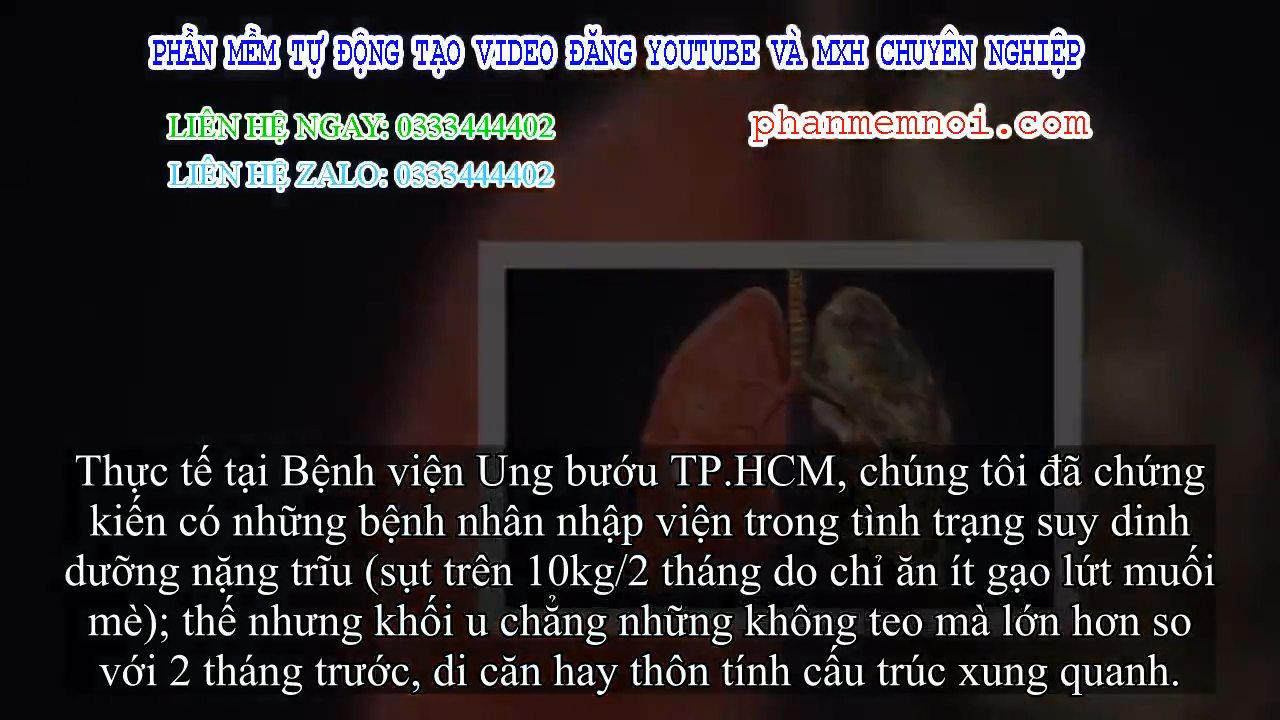 PHẦN MỀM TỰ ĐỘNG TẠO VIDEO ĐĂNG YOUTUBE VÀ MXH CHUYÊN NGHIỆP
LIÊN HỆ NGAY: 0333444402
phanmemnoi.com
LIÊN HỆ ZALO: 0333444402
Thực tế tại Bệnh viện Ung bướu TP.HCM, chúng tôi đã chứng
kiến có những bệnh nhân nhập viện trong tình trạng suy dinh
dưỡng nặng trĩu (sụt trên 10kg/2 tháng do chỉ ăn ít gạo lứt muối
mè); thế nhưng khối u chẳng những không teo mà lớn hơn so
với 2 tháng trước, di căn hay thôn tính cấu trúc xung quanh.